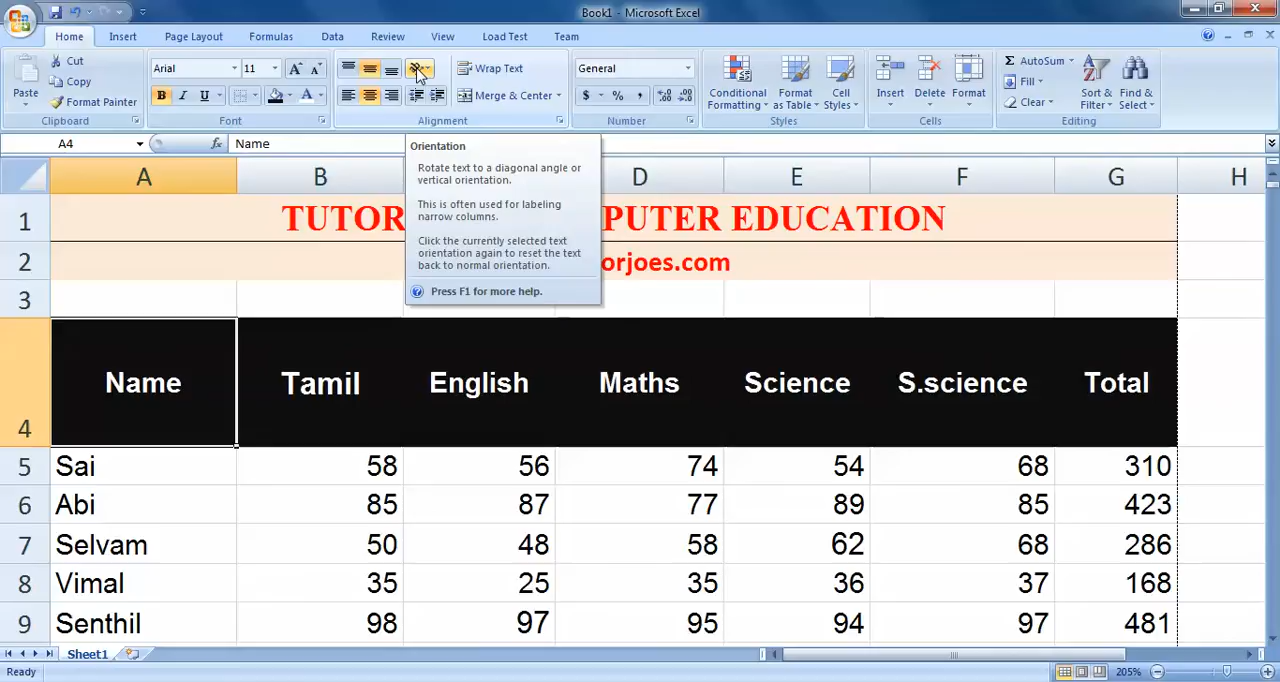 Book1 - Microsoft Excel
Home Insert Page Layout Formulas Data Review View Load Test Team
Paste Cut Copy Format Painter
Arial 11 A A
B I U A
Wrap Text
Merge & Center
General
$ % ,
Conditional Formatting Format as Table Cell Styles
Insert Delete Format
Σ AutoSum Fill Clear
Sort & Filter Find & Select
Clipboard Font Alignment Number Styles Cells Editing
A4 fx Name
Orientation
Rotate text to a diagonal angle or
vertical orientation.
This is often used for labeling
narrow columns.
Click the currently selected text
orientation again to reset the text
back to normal orientation.
Press F1 for more help.
A B D E F G H
1 TUTOR PUTER EDUCATION
2 orjoes.com
3
4 Name Tamil English Maths Science S.science Total
5 Sai 58 56 74 54 68 310
6 Abi 85 87 77 89 85 423
7 Selvam 50 48 58 62 68 286
8 Vimal 35 25 35 36 37 168
9 Senthil 98 97 95 94 97 481
Sheet1
Ready 205%